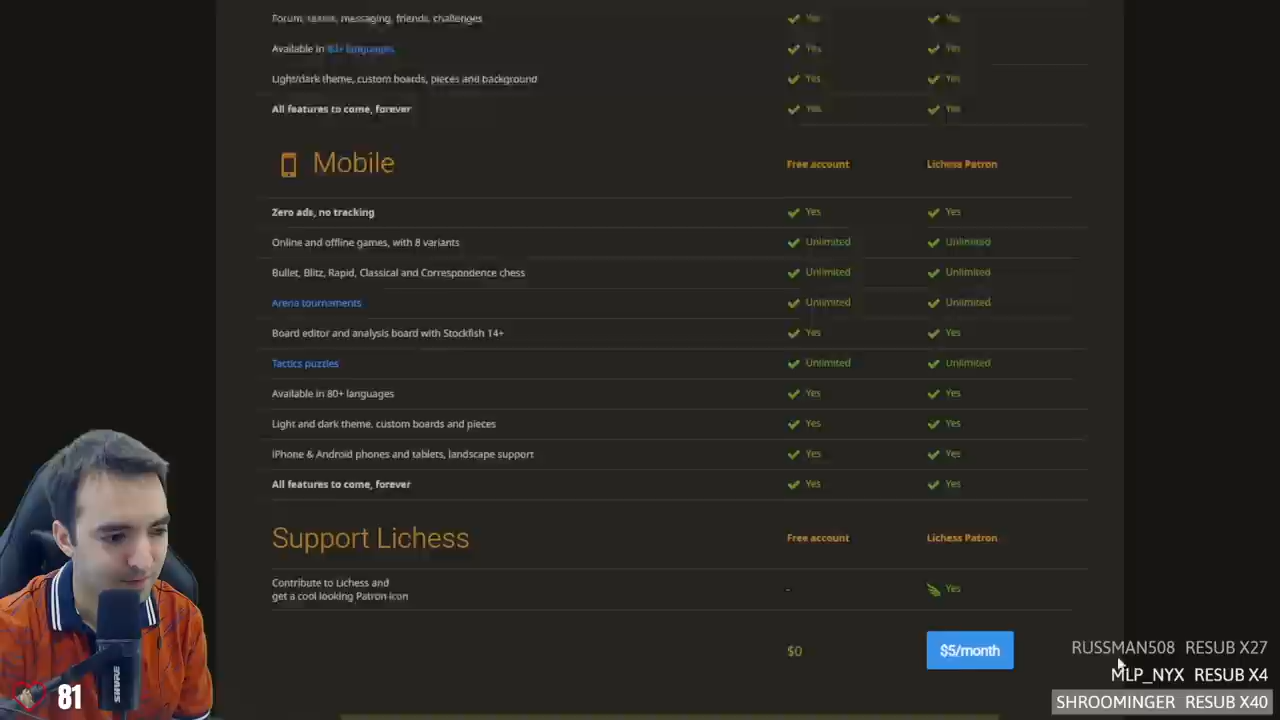 Forum, teams, messaging, friends, challenges Yes Yes
Available in languages Yes Yes
Light/dark theme, custom boards, pieces and background Yes Yes
All features to come, forever Yes Yes
Mobile Free account Lichess Patron
Zero ads, no tracking Yes Yes
Online and offline games, with 8 variants Unlimited Unlimited
Bullet, Blitz, Rapid, Classical and Correspondence chess Unlimited Unlimited
Arena tournaments Unlimited Unlimited
Board editor and analysis board with Stockfish 14+ Yes Yes
Tactics puzzles Unlimited Unlimited
Available in 80+ languages Yes Yes
Light and dark theme, custom boards and pieces Yes Yes
iPhone & Android phones and tablets, landscape support Yes Yes
All features to come, forever Yes Yes
Support Lichess Free account Lichess Patron
Contribute to Lichess and
get a cool looking Patron icon - Yes
$0 $5/month
RUSSMAN508 RESUB X27
MLP_NYX RESUB X4
SHROOMINGER RESUB X40
81
SHURE